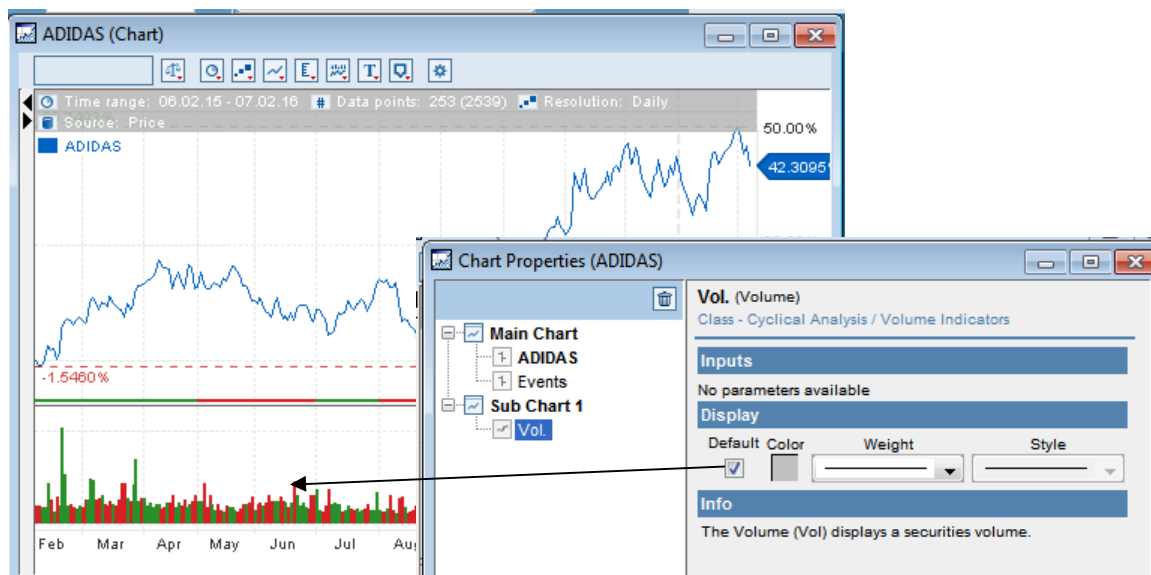 ADIDAS (Chart)
Time range: 06.02.15 - 07.02.16 # Data points: 253 (2539) Resolution: Daily
Source: Price
ADIDAS
50.00%
42.3095
-1.5460%
Feb Mar Apr May Jun Jul Au
Chart Properties (ADIDAS)
Main Chart
ADIDAS
Events
Sub Chart 1
Vol.
Vol. (Volume)
Class - Cyclical Analysis / Volume Indicators
Inputs
No parameters available
Display
Default Color Weight Style
Info
The Volume (Vol) displays a securities volume.